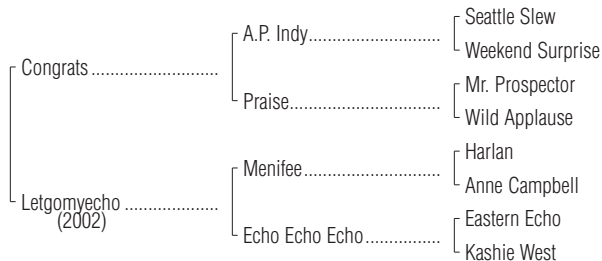 A.P. Indy..................................
Seattle Slew
Weekend Surprise
Congrats ...........................
Praise........................................
Mr. Prospector
Wild Applause
Menifee.....................................
Harlan
Anne Campbell
Letgomyecho ....................
(2002)
Echo Echo Echo................
Eastern Echo
Kashie West